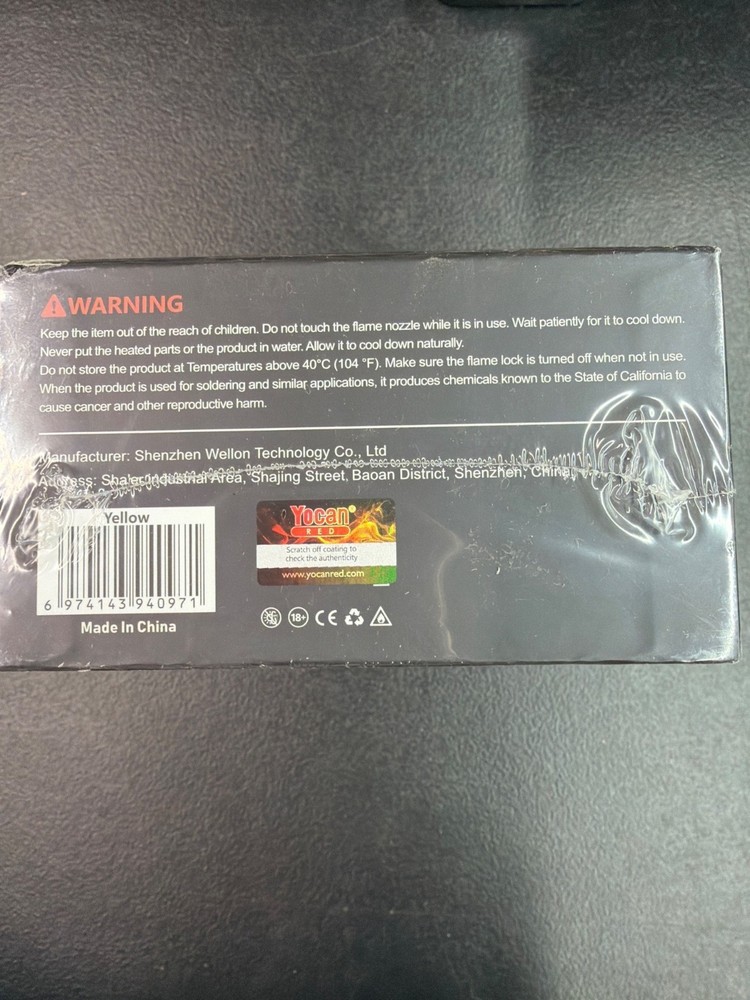 WARNING
Keep the item out of the reach of children. Do not touch the flame nozzle while it is in use. Wait patiently for it to cool down.
Never put the heated parts or the product in water. Allow it to cool down naturally.
Do not store the product at Temperatures above 40°C (104 °F). Make sure the flame lock is turned off when not in use.
When the product is used for soldering and similar applications, it produces chemicals known to the State of California to
cause cancer and other reproductive harm.
Manufacturer: Shenzhen Wellon Technology Co., Ltd
Address: Industrial Area, Shajing Street, Baoan District, Shenzhen, China
Yellow
6 974143 940971
Made In China
Yocan®
RED
Scratch off coating to
check the authenticity
www.yocanred.com
18+ CE